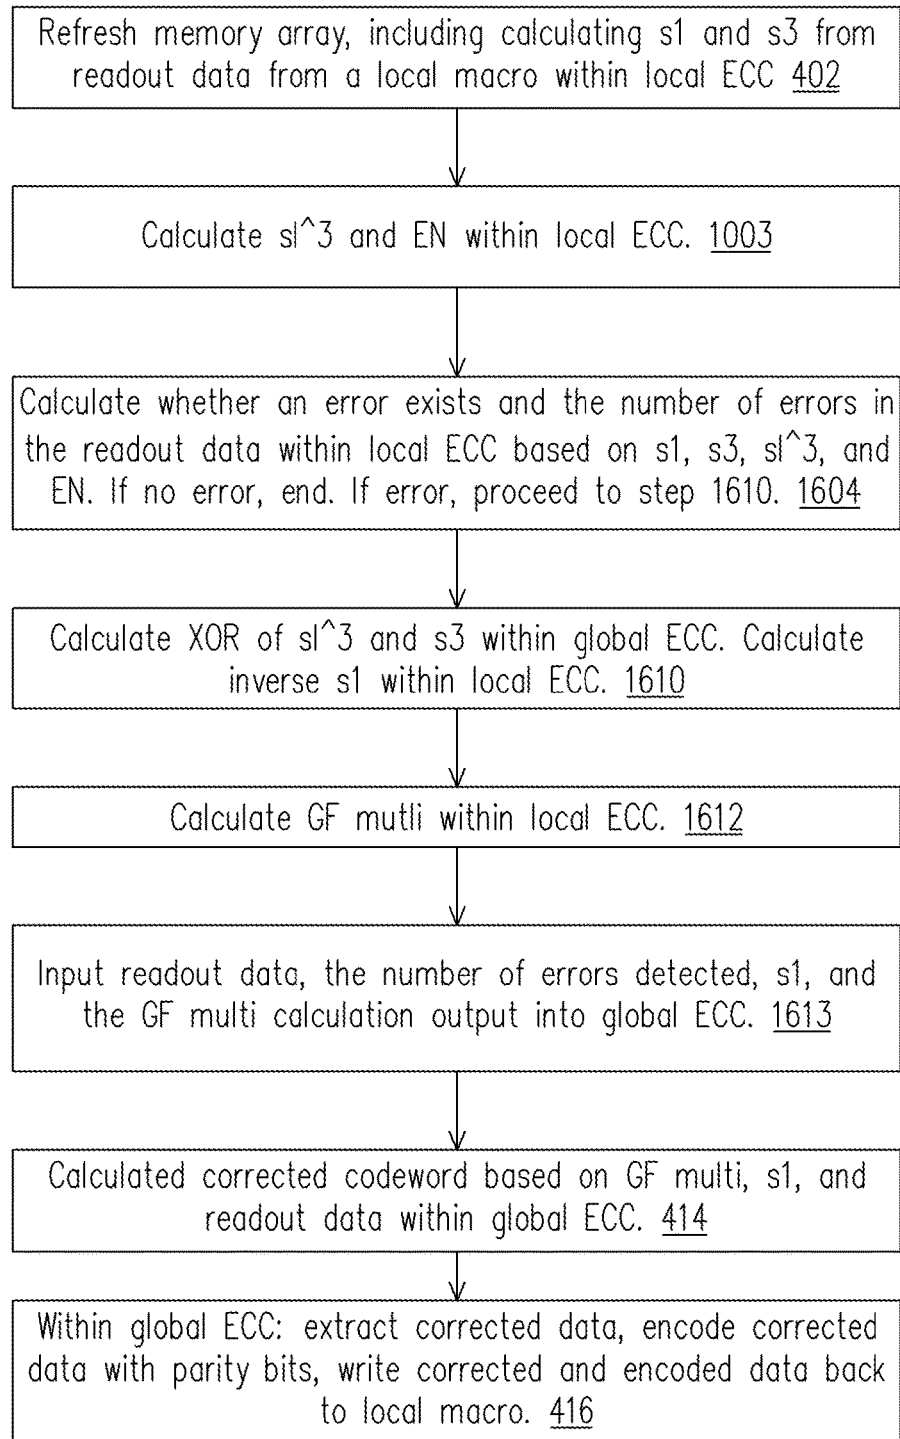 Refresh memory array, including calculating s1 and s3 from
readout data from a local macro within local ECC 402
Calculate sl^3 and EN within local ECC. 1003
Calculate whether an error exists and the number of errors in
the readout data within local ECC based on s1, s3, sl^3, and
EN. If no error, end. If error, proceed to step 1610. 1604
Calculate XOR of sl^3 and s3 within global ECC. Calculate
inverse s1 within local ECC. 1610
Calculate GF mutli within local ECC. 1612
Input readout data, the number of errors detected, s1, and
the GF multi calculation output into global ECC. 1613
Calculated corrected codeword based on GF multi, s1, and
readout data within global ECC. 414
Within global ECC: extract corrected data, encode corrected
data with parity bits, write corrected and encoded data back
to local macro. 416